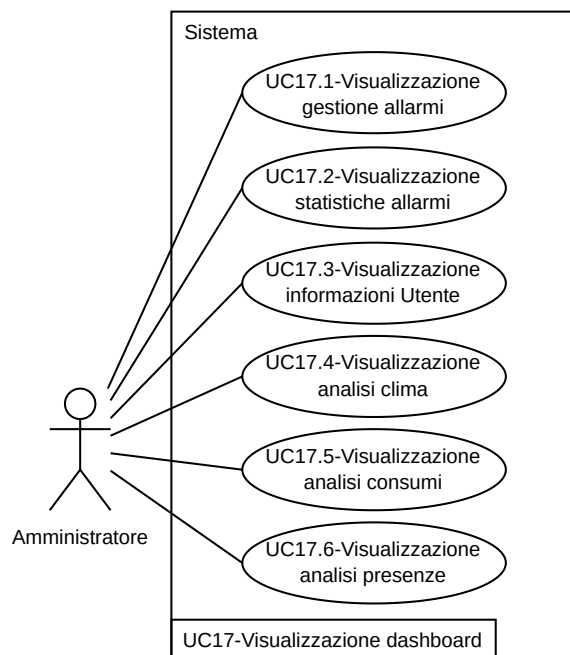 Sistema
UC17.1-Visualizzazione
gestione allarmi
UC17.2-Visualizzazione
statistiche allarmi
UC17.3-Visualizzazione
informazioni Utente
UC17.4-Visualizzazione
analisi clima
UC17.5-Visualizzazione
analisi consumi
Amministratore
UC17.6-Visualizzazione
analisi presenze
UC17-Visualizzazione dashboard